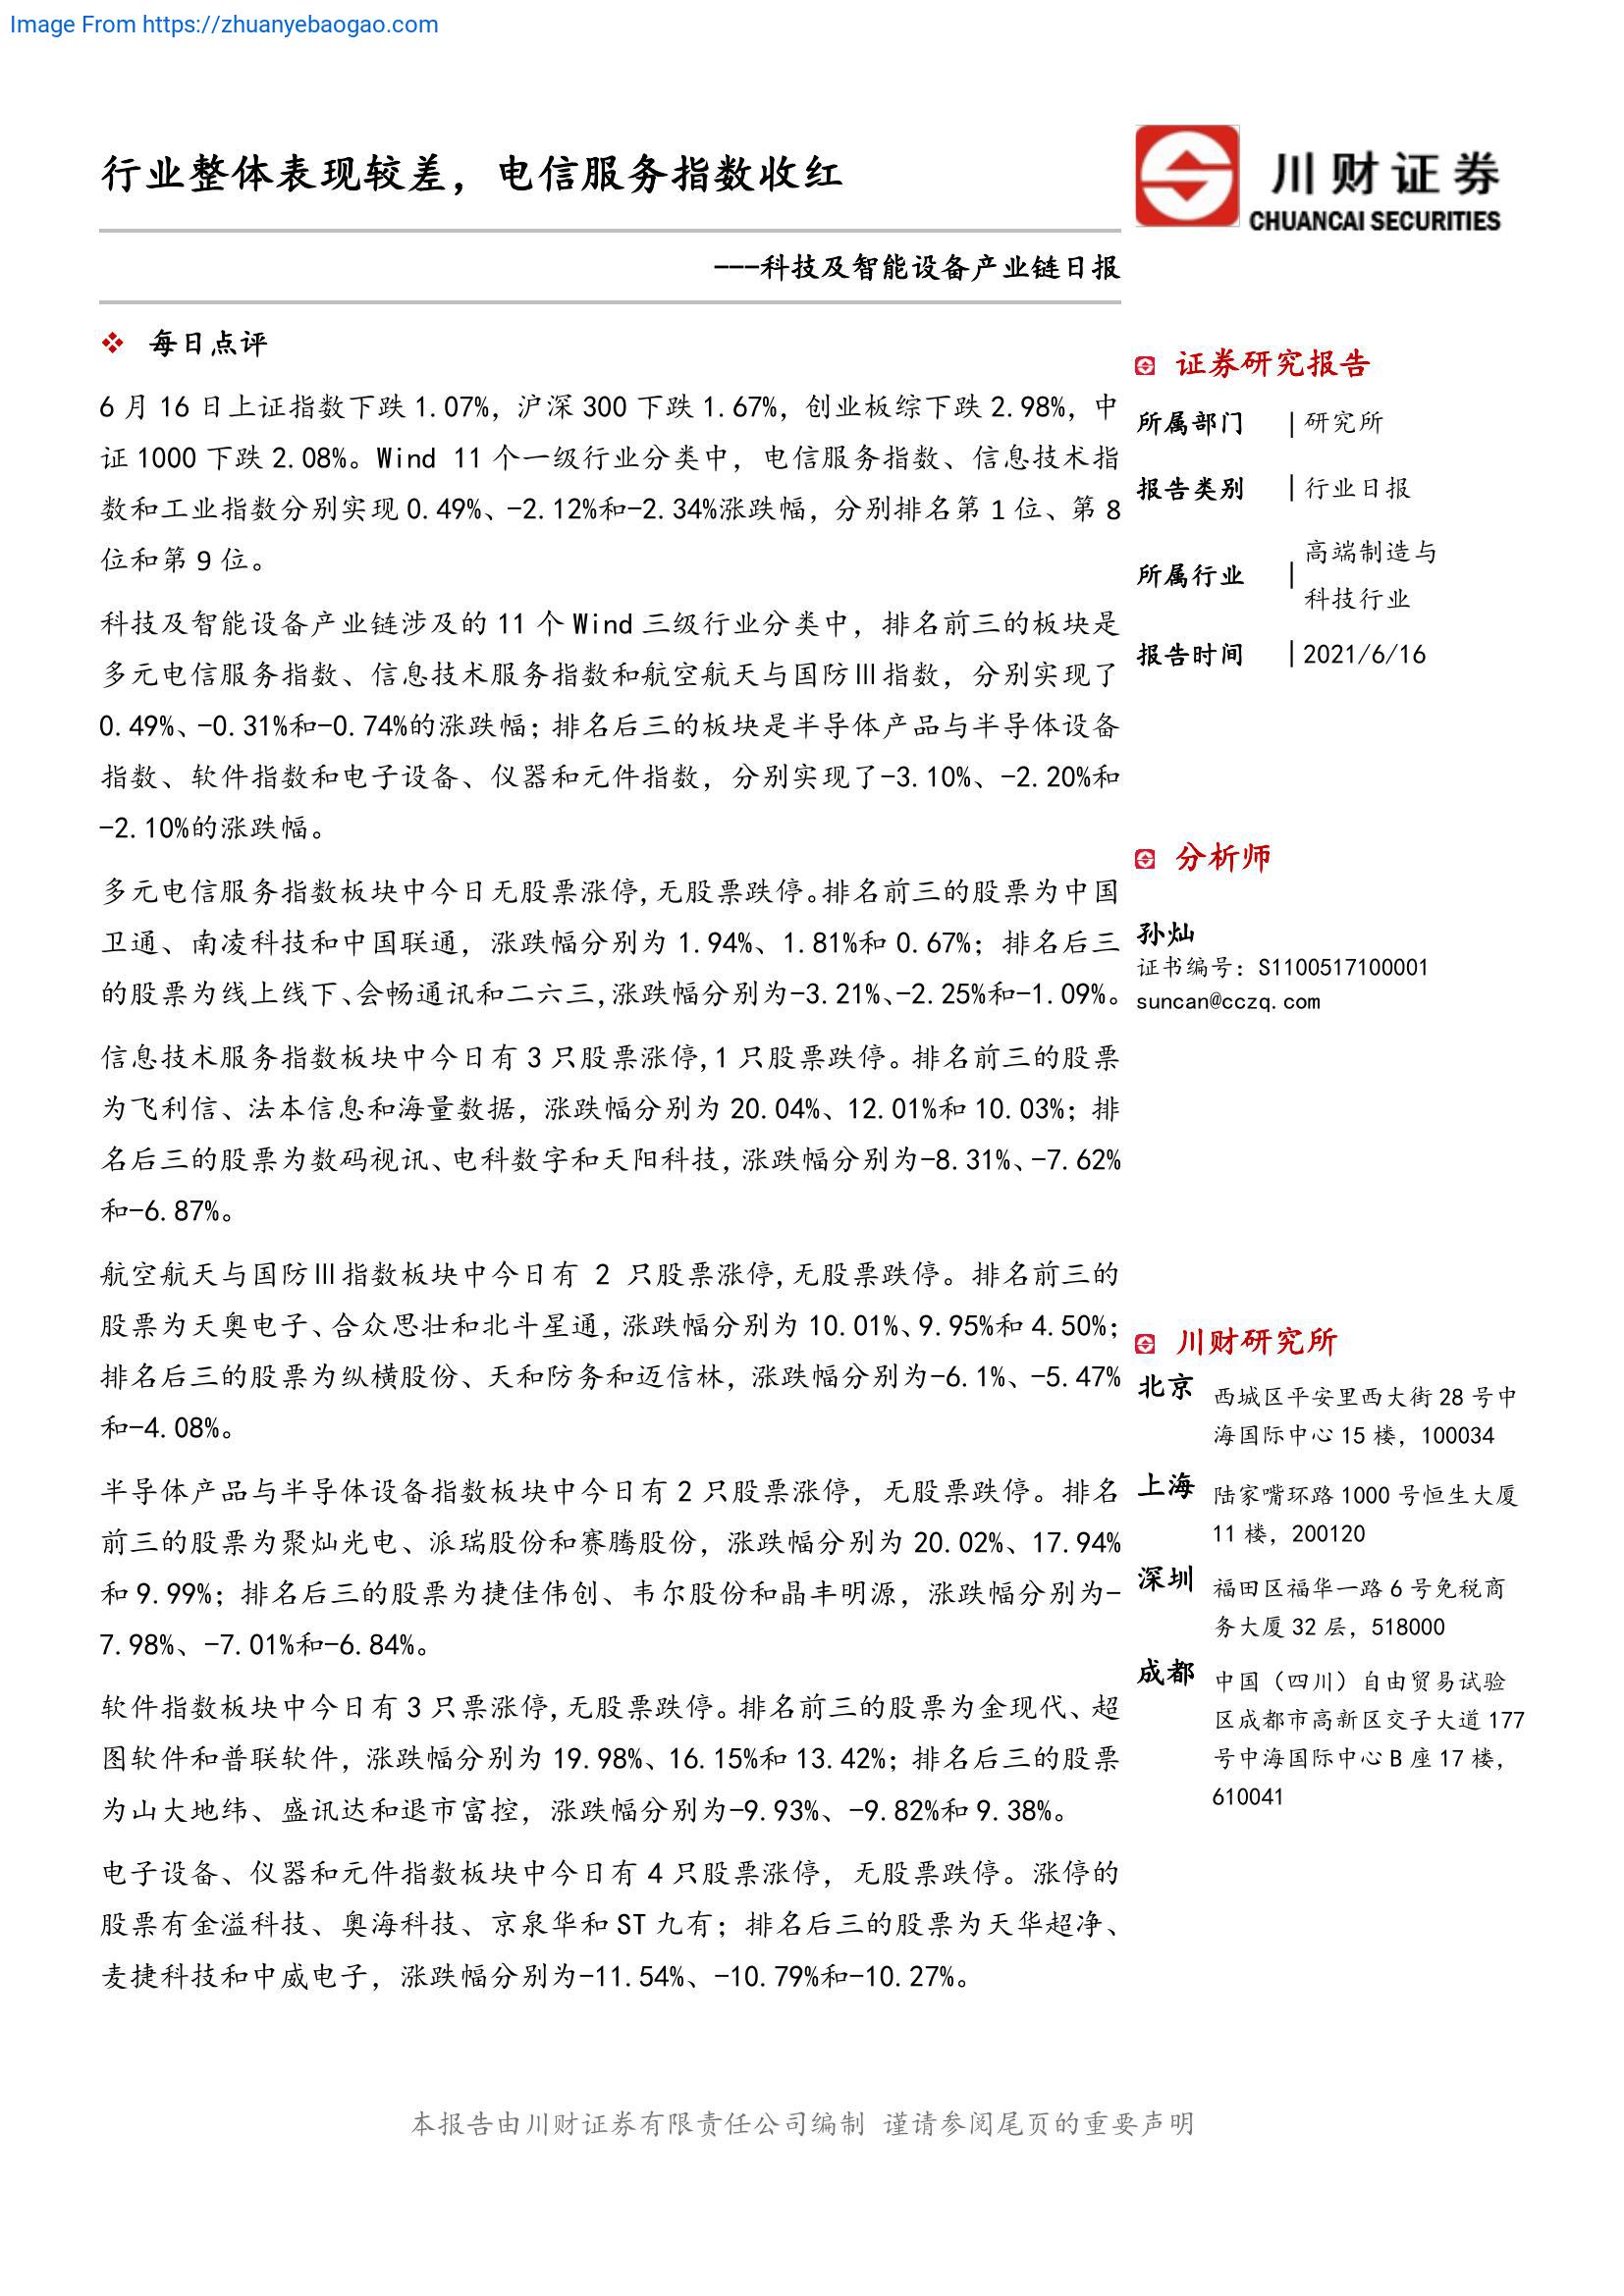 Image From https://zhuanyebaogao.com
行业整体表现较差，电信服务指数收红
---科技及智能设备产业链日报
川财证券
CHUANCAI SECURITIES
❖ 每日点评
6 月 16 日上证指数下跌 1.07%，沪深 300 下跌 1.67%，创业板综下跌 2.98%，中
证 1000 下跌 2.08%。Wind 11 个一级行业分类中，电信服务指数、信息技术指
数和工业指数分别实现 0.49%、-2.12%和-2.34%涨跌幅，分别排名第 1 位、第 8
位和第 9 位。
科技及智能设备产业链涉及的 11 个 Wind 三级行业分类中，排名前三的板块是
多元电信服务指数、信息技术服务指数和航空航天与国防Ⅲ指数，分别实现了
0.49%、-0.31%和-0.74%的涨跌幅；排名后三的板块是半导体产品与半导体设备
指数、软件指数和电子设备、仪器和元件指数，分别实现了-3.10%、-2.20%和
-2.10%的涨跌幅。
多元电信服务指数板块中今日无股票涨停,无股票跌停。排名前三的股票为中国
卫通、南凌科技和中国联通，涨跌幅分别为 1.94%、1.81%和 0.67%；排名后三
的股票为线上线下、会畅通讯和二六三,涨跌幅分别为-3.21%、-2.25%和-1.09%。
信息技术服务指数板块中今日有 3 只股票涨停,1 只股票跌停。排名前三的股票
为飞利信、法本信息和海量数据，涨跌幅分别为 20.04%、12.01%和 10.03%；排
名后三的股票为数码视讯、电科数字和天阳科技,涨跌幅分别为-8.31%、-7.62%
和-6.87%。
航空航天与国防Ⅲ指数板块中今日有 2 只股票涨停,无股票跌停。排名前三的
股票为天奥电子、合众思壮和北斗星通,涨跌幅分别为 10.01%、9.95%和 4.50%；
排名后三的股票为纵横股份、天和防务和迈信林，涨跌幅分别为-6.1%、-5.47%
和-4.08%。
半导体产品与半导体设备指数板块中今日有 2 只股票涨停，无股票跌停。排名
前三的股票为聚灿光电、派瑞股份和赛腾股份，涨跌幅分别为 20.02%、17.94%
和 9.99%；排名后三的股票为捷佳伟创、韦尔股份和晶丰明源，涨跌幅分别为-
7.98%、-7.01%和-6.84%。
软件指数板块中今日有 3 只票涨停,无股票跌停。排名前三的股票为金现代、超
图软件和普联软件，涨跌幅分别为 19.98%、16.15%和 13.42%；排名后三的股票
为山大地纬、盛讯达和退市富控，涨跌幅分别为-9.93%、-9.82%和 9.38%。
电子设备、仪器和元件指数板块中今日有 4 只股票涨停，无股票跌停。涨停的
股票有金溢科技、奥海科技、京泉华和 ST 九有；排名后三的股票为天华超净、
麦捷科技和中威电子，涨跌幅分别为-11.54%、-10.79%和-10.27%。
证券研究报告
所属部门 | 研究所
报告类别 | 行业日报
所属行业 | 高端制造与
科技行业
报告时间 | 2021/6/16
分析师
孙灿
证书编号：S1100517100001
suncan@cczq.com
川财研究所
北京 西城区平安里西大街 28 号中
海国际中心 15 楼，100034
上海 陆家嘴环路 1000 号恒生大厦
11 楼，200120
深圳 福田区福华一路 6 号免税商
务大厦 32 层，518000
成都 中国（四川）自由贸易试验
区成都市高新区交子大道 177
号中海国际中心 B 座 17 楼，
610041
本报告由川财证券有限责任公司编制 谨请参阅尾页的重要声明